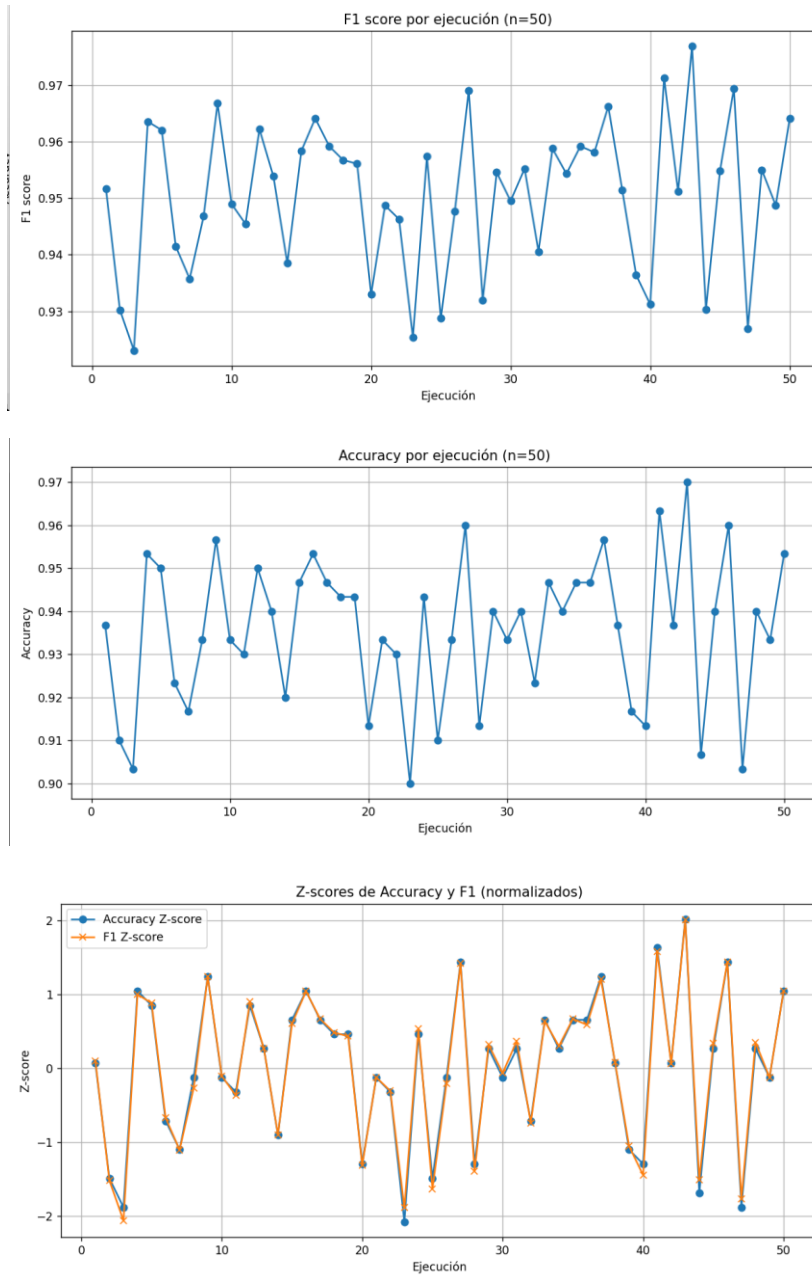 F1 score por ejecución (n=50)
0.97
0.96
0.95
0.94
0.93
F1 score
0 10 20 30 40 50
Ejecución
Accuracy por ejecución (n=50)
0.97
0.96
0.95
0.94
0.93
0.92
0.91
0.90
Accuracy
0 10 20 30 40 50
Ejecución
Z-scores de Accuracy y F1 (normalizados)
Accuracy Z-score
F1 Z-score
2
1
0
−1
−2
Z-score
0 10 20 30 40 50
Ejecución